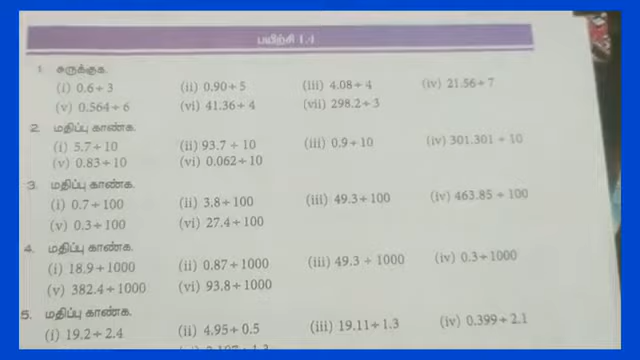 பயிற்சி 1.4
1. சுருக்குக.
(i) 0.6÷3 (ii) 0.90÷5 (iii) 4.08÷4 (iv) 21.56÷7
(v) 0.564÷6 (vi) 41.36÷4 (vii) 298.2÷3
2. மதிப்பு காண்க.
(i) 5.7÷10 (ii) 93.7÷10 (iii) 0.9÷10 (iv) 301.301÷10
(v) 0.83÷10 (vi) 0.062÷10
3. மதிப்பு காண்க.
(i) 0.7÷100 (ii) 3.8÷100 (iii) 49.3÷100 (iv) 463.85÷100
(v) 0.3÷100 (vi) 27.4÷100
4. மதிப்பு காண்க.
(i) 18.9÷1000 (ii) 0.87÷1000 (iii) 49.3÷1000 (iv) 0.3÷1000
(v) 382.4÷1000 (vi) 93.8÷1000
5. மதிப்பு காண்க.
(i) 19.2÷2.4 (ii) 4.95÷0.5 (iii) 19.11÷1.3 (iv) 0.399÷2.1